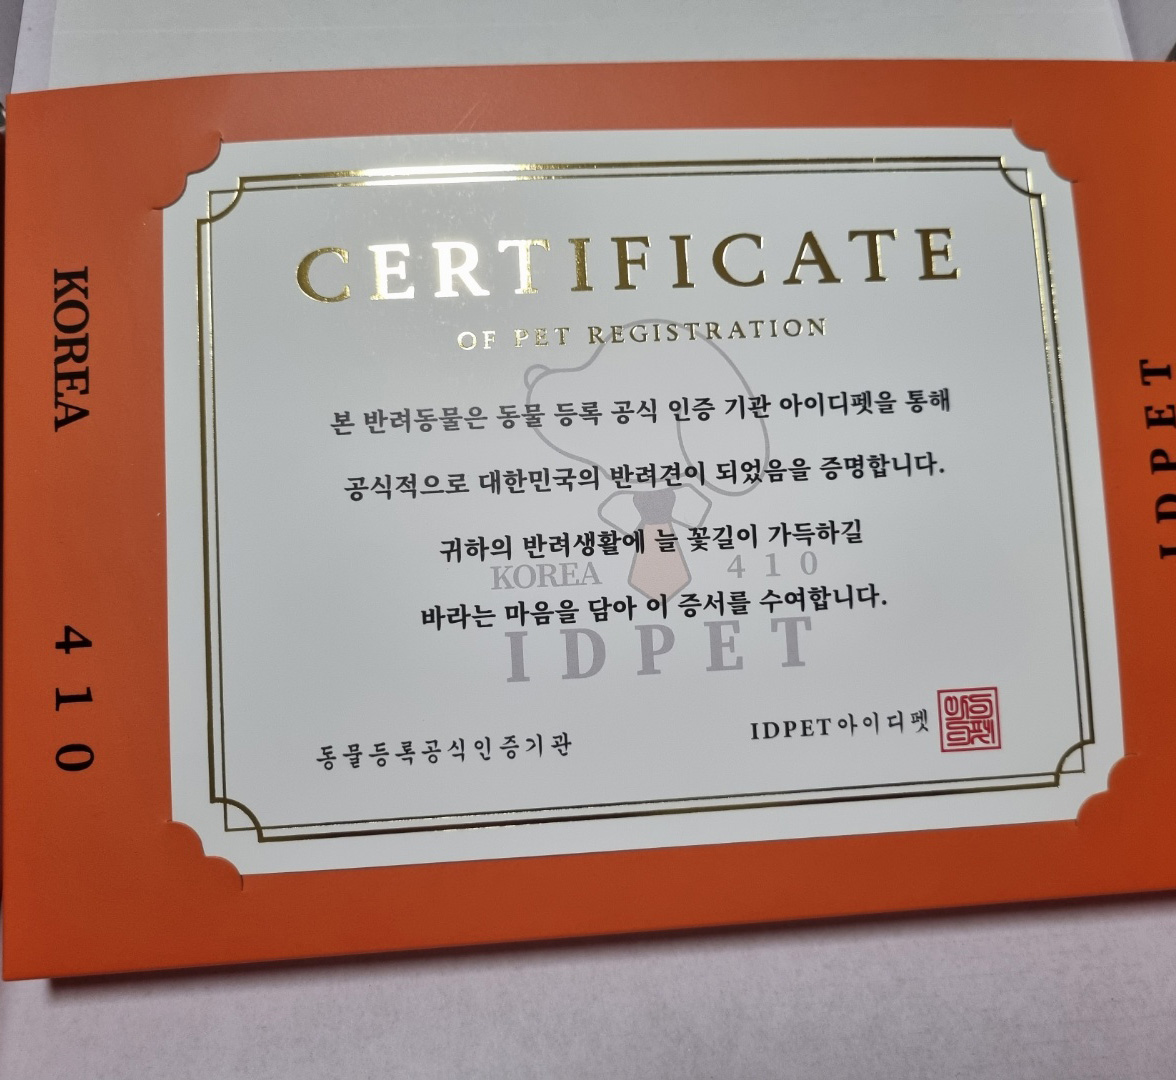 CERTIFICATE
OF PET REGISTRATION
본 반려동물은 동물 등록 공식 인증 기관 아이디펫을 통해
공식적으로 대한민국의 반려견이 되었음을 증명합니다.
귀하의 반려생활에 늘 꽃길이 가득하길
KOREA 410
바라는 마음을 담아 이 증서를 수여합니다.
IDPET
동물등록공식인증기관
IDPET아이디펫
KOREA 410
IDPET